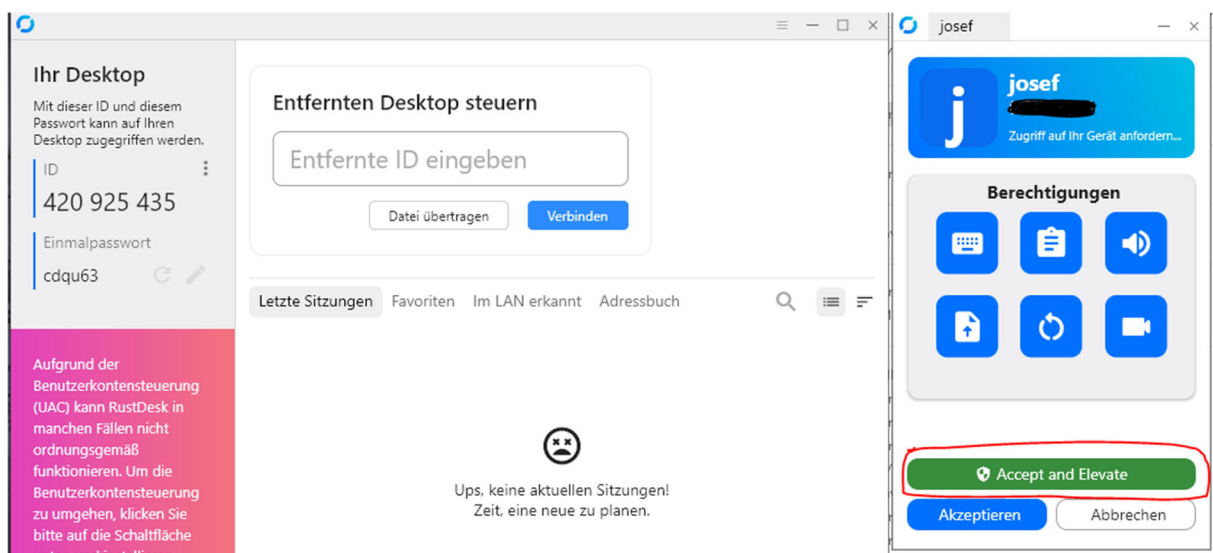 Ihr Desktop
Mit dieser ID und diesem
Passwort kann auf Ihren
Desktop zugegriffen werden.
ID
420 925 435
Einmalpasswort
cdqu63
Aufgrund der
Benutzerkontensteuerung
(UAC) kann RustDesk in
manchen Fällen nicht
ordnungsgemäß
funktionieren. Um die
Benutzerkontensteuerung
zu umgehen, klicken Sie
bitte auf die Schaltfläche
Entfernten Desktop steuern
Entfernte ID eingeben
Datei übertragen
Verbinden
Letzte Sitzungen Favoriten Im LAN erkannt Adressbuch
Ups, keine aktuellen Sitzungen!
Zeit, eine neue zu planen.
josef
j
josef
Zugriff auf Ihr Gerät anfordern...
Berechtigungen
Accept and Elevate
Akzeptieren
Abbrechen